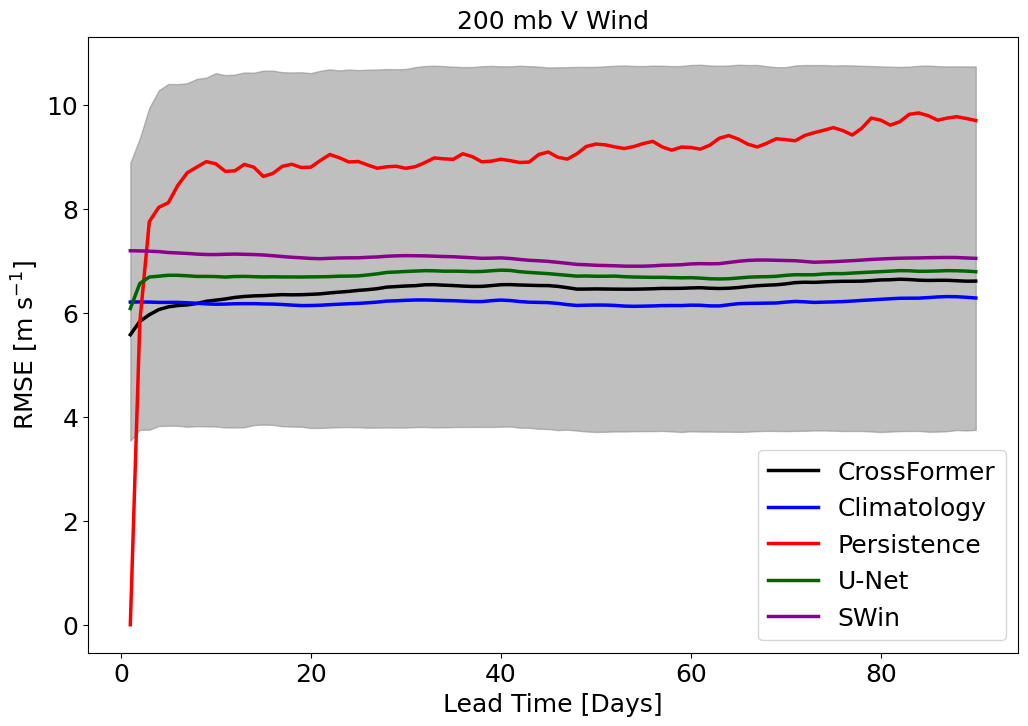 200 mb V Wind
RMSE [m s⁻¹]
10
8
6
4
2
0
0 20 40 60 80
Lead Time [Days]
CrossFormer
Climatology
Persistence
U-Net
SWin